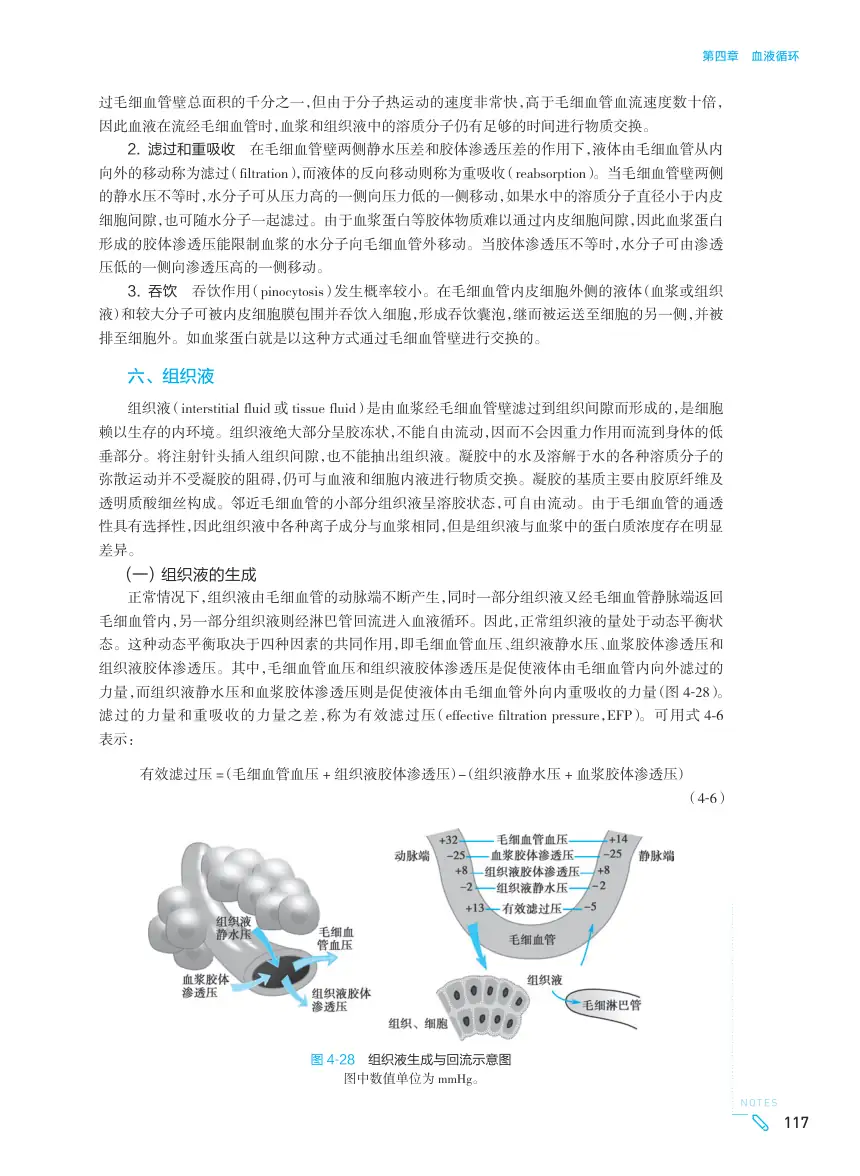 第四章 血液循环
过毛细血管壁总面积的千分之一,但由于分子热运动的速度非常快,高于毛细血管血流速度数十倍,
因此血液在流经毛细血管时,血浆和组织液中的溶质分子仍有足够的时间进行物质交换。
2. 滤过和重吸收 在毛细血管壁两侧静水压差和胶体渗透压差的作用下,液体由毛细血管从内
向外的移动称为滤过(filtration),而液体的反向移动则称为重吸收(reabsorption)。当毛细血管壁两侧
的静水压不等时,水分子可从压力高的一侧向压力低的一侧移动,如果水中的溶质分子直径小于内皮
细胞间隙,也可随水分子一起滤过。由于血浆蛋白等胶体物质难以通过内皮细胞间隙,因此血浆蛋白
形成的胶体渗透压能限制血浆的水分子向毛细血管外移动。当胶体渗透压不等时,水分子可由渗透
压低的一侧向渗透压高的一侧移动。
3. 吞饮 吞饮作用(pinocytosis)发生概率较小。在毛细血管内皮细胞外侧的液体(血浆或组织
液)和较大分子可被内皮细胞膜包围并吞饮入细胞,形成吞饮囊泡,继而被运送至细胞的另一侧,并被
排至细胞外。如血浆蛋白就是以这种方式通过毛细血管壁进行交换的。
六、组织液
组织液(interstitial fluid 或 tissue fluid)是由血浆经毛细血管壁滤过到组织间隙而形成的,是细胞
赖以生存的内环境。组织液绝大部分呈胶冻状,不能自由流动,因而不会因重力作用而流到身体的低
垂部分。将注射针头插入组织间隙,也不能抽出组织液。凝胶中的水及溶解于水的各种溶质分子的
弥散运动并不受凝胶的阻碍,仍可与血液和细胞内液进行物质交换。凝胶的基质主要由胶原纤维及
透明质酸细丝构成。邻近毛细血管的小部分组织液呈溶胶状态,可自由流动。由于毛细血管的通透
性具有选择性,因此组织液中各种离子成分与血浆相同,但是组织液与血浆中的蛋白质浓度存在明显
差异。
(一)组织液的生成
正常情况下,组织液由毛细血管的动脉端不断产生,同时一部分组织液又经毛细血管静脉端返回
毛细血管内,另一部分组织液则经淋巴管回流进入血液循环。因此,正常组织液的量处于动态平衡状
态。这种动态平衡取决于四种因素的共同作用,即毛细血管血压、组织液静水压、血浆胶体渗透压和
组织液胶体渗透压。其中,毛细血管血压和组织液胶体渗透压是促使液体由毛细血管内向外滤过的
力量,而组织液静水压和血浆胶体渗透压则是促使液体由毛细血管外向内重吸收的力量(图 4-28)。
滤过的力量和重吸收的力量之差,称为有效滤过压(effective filtration pressure,EFP)。可用式 4-6
表示:
有效滤过压 =(毛细血管血压 + 组织液胶体渗透压)-(组织液静水压 + 血浆胶体渗透压)
(4-6)
组织液
静水压
毛细血
管血压
血浆胶体
渗透压
组织液胶体
渗透压
+32 毛细血管血压 +14
动脉端 -25 血浆胶体渗透压 -25 静脉端
+8 组织液胶体渗透压 +8
-2 组织液静水压 -2
+13 有效滤过压 -5
毛细血管
组织液
毛细淋巴管
组织、细胞
图 4-28 组织液生成与回流示意图
图中数值单位为 mmHg。
NOTES
117